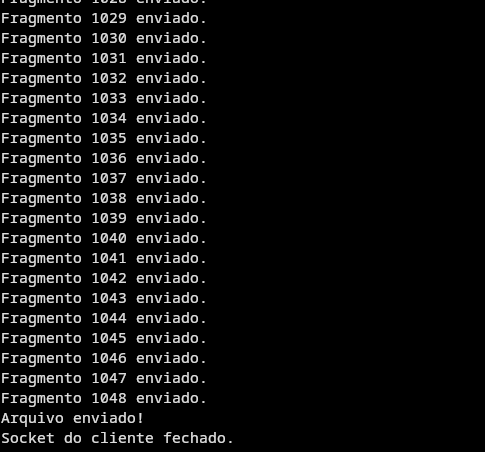 Fragmento 1028 enviado.
Fragmento 1029 enviado.
Fragmento 1030 enviado.
Fragmento 1031 enviado.
Fragmento 1032 enviado.
Fragmento 1033 enviado.
Fragmento 1034 enviado.
Fragmento 1035 enviado.
Fragmento 1036 enviado.
Fragmento 1037 enviado.
Fragmento 1038 enviado.
Fragmento 1039 enviado.
Fragmento 1040 enviado.
Fragmento 1041 enviado.
Fragmento 1042 enviado.
Fragmento 1043 enviado.
Fragmento 1044 enviado.
Fragmento 1045 enviado.
Fragmento 1046 enviado.
Fragmento 1047 enviado.
Fragmento 1048 enviado.
Arquivo enviado!
Socket do cliente fechado.